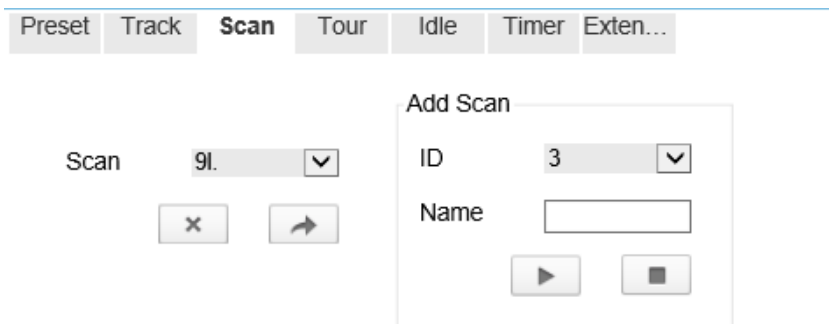 Preset Track Scan Tour Idle Timer Exten...
Add Scan
Scan 9I.
ID 3
Name